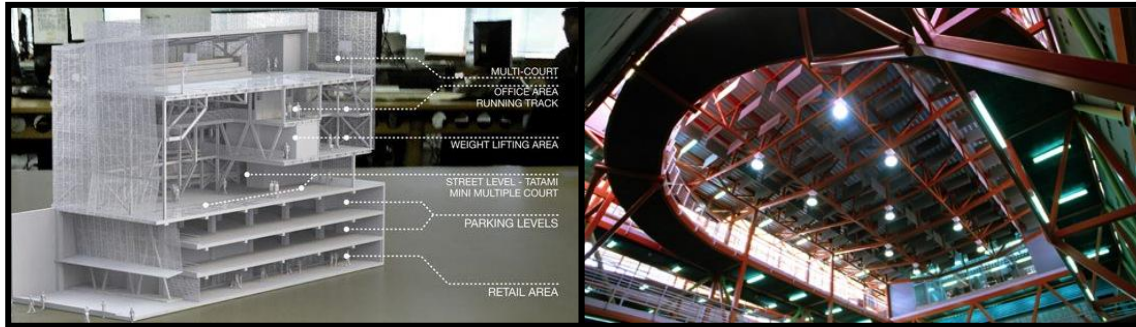 MULTI-COURT
OFFICE AREA
RUNNING TRACK
WEIGHT LIFTING AREA
STREET LEVEL - TATAMI
MINI MULTIPLE COURT
PARKING LEVELS
RETAIL AREA